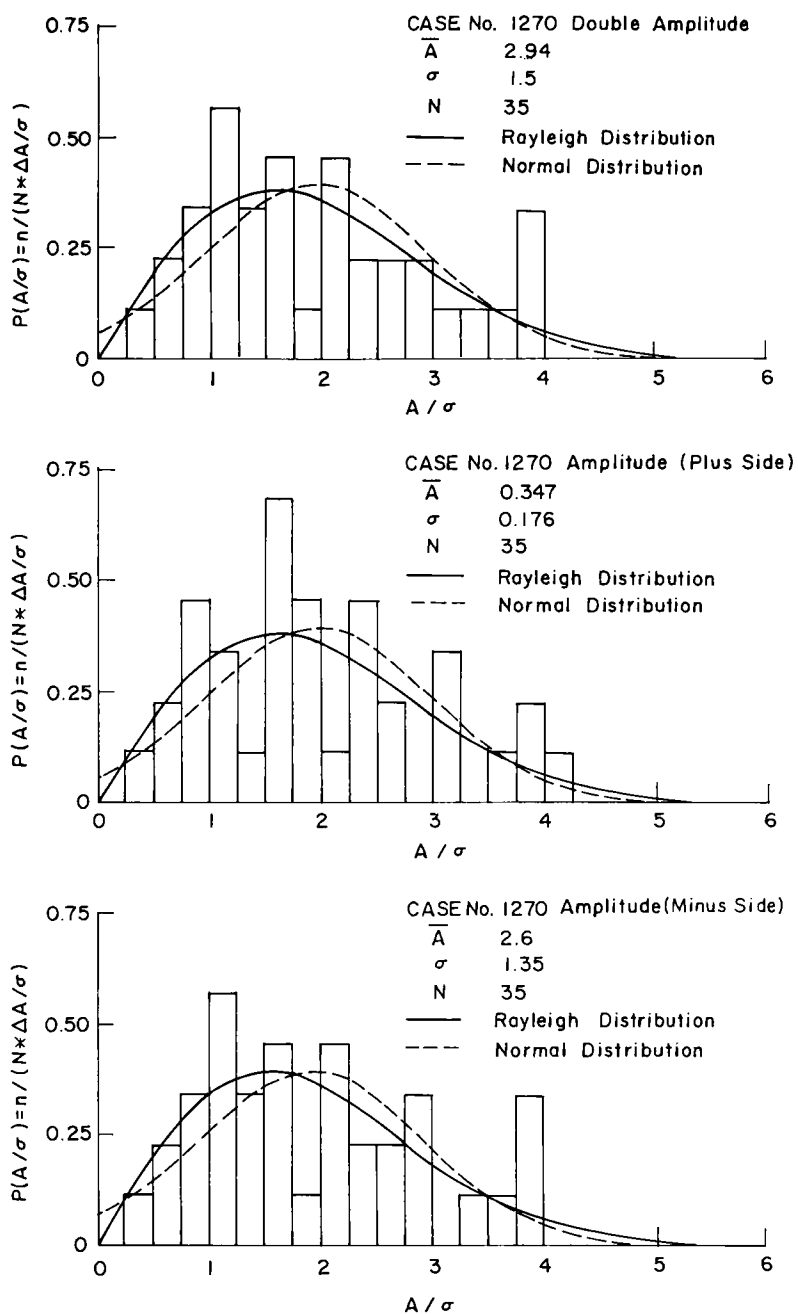 CASE No. 1270 Double Amplitude
A 2.94
σ 1.5
N 35
Rayleigh Distribution
Normal Distribution
P(A/σ)=n/(N*ΔA/σ)
0.75
0.50
0.25
0
0 1 2 3 4 5 6
A / σ
CASE No. 1270 Amplitude (Plus Side)
A 0.347
σ 0.176
N 35
Rayleigh Distribution
Normal Distribution
P(A/σ)=n/(N*ΔA/σ)
0.75
0.50
0.25
0
0 1 2 3 4 5 6
A / σ
CASE No. 1270 Amplitude(Minus Side)
A 2.6
σ 1.35
N 35
Rayleigh Distribution
Normal Distribution
P(A/σ)=n/(N*ΔA/σ)
0.75
0.50
0.25
0
0 1 2 3 4 5 6
A / σ